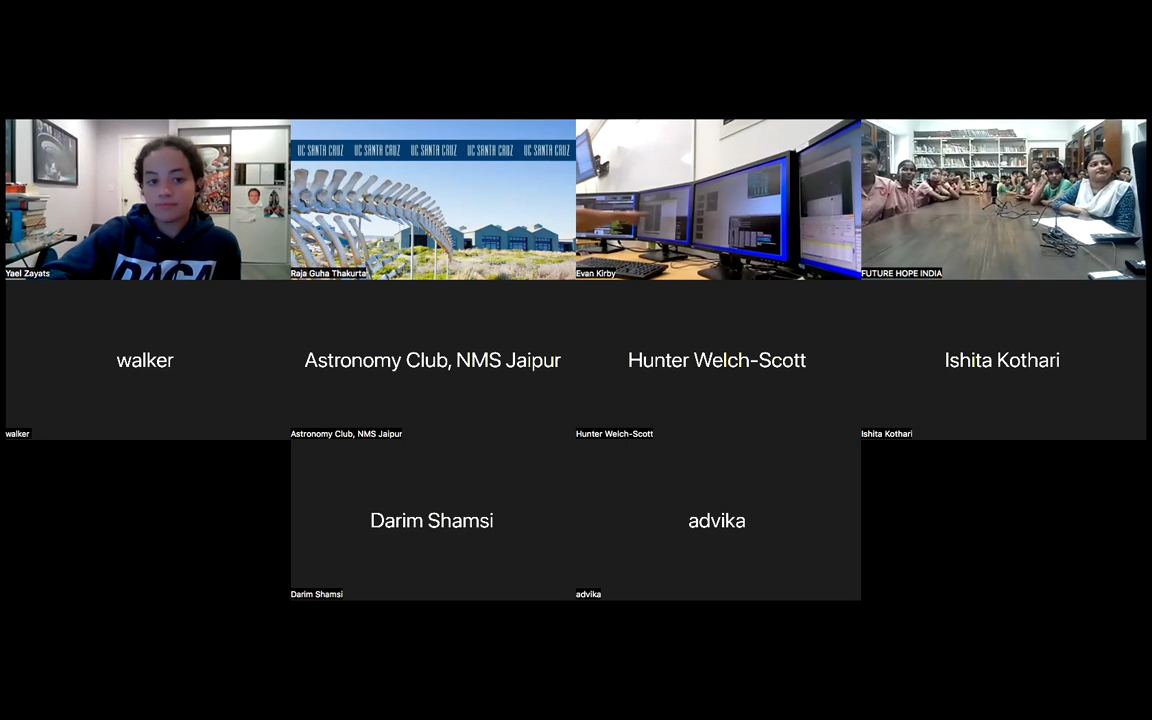 UC SANTA CRUZ UC SANTA CRUZ UC SANTA CRUZ UC SANTA CRUZ UC SANTA CRUZ
Yael Zayats
Raja Guha Thakurta
Evan Kirby
FUTURE HOPE INDIA
walker
Astronomy Club, NMS Jaipur
Hunter Welch-Scott
Ishita Kothari
walker
Astronomy Club, NMS Jaipur
Hunter Welch-Scott
Ishita Kothari
Darim Shamsi
advika
Darim Shamsi
advika